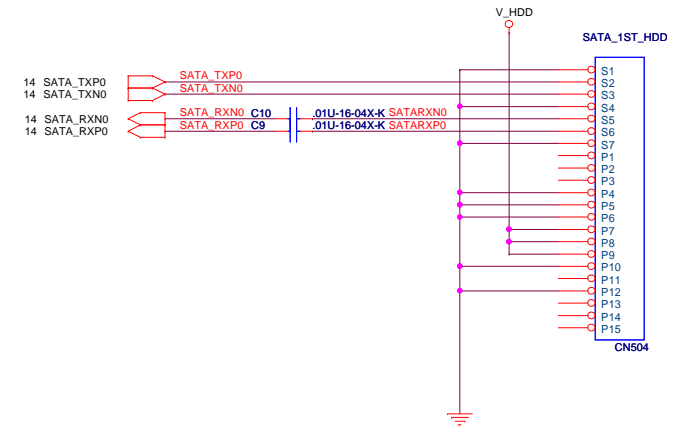 V_HDD
SATA_1ST_HDD
14 SATA_TXP0 SATA_TXP0
14 SATA_TXN0 SATA_TXN0
14 SATA_RXN0 SATA_RXN0 C10 .01U-16-04X-K SATARXN0
14 SATA_RXP0 SATA_RXP0 C9 .01U-16-04X-K SATARXP0
S1
S2
S3
S4
S5
S6
S7
P1
P2
P3
P4
P5
P6
P7
P8
P9
P10
P11
P12
P13
P14
P15
CN504